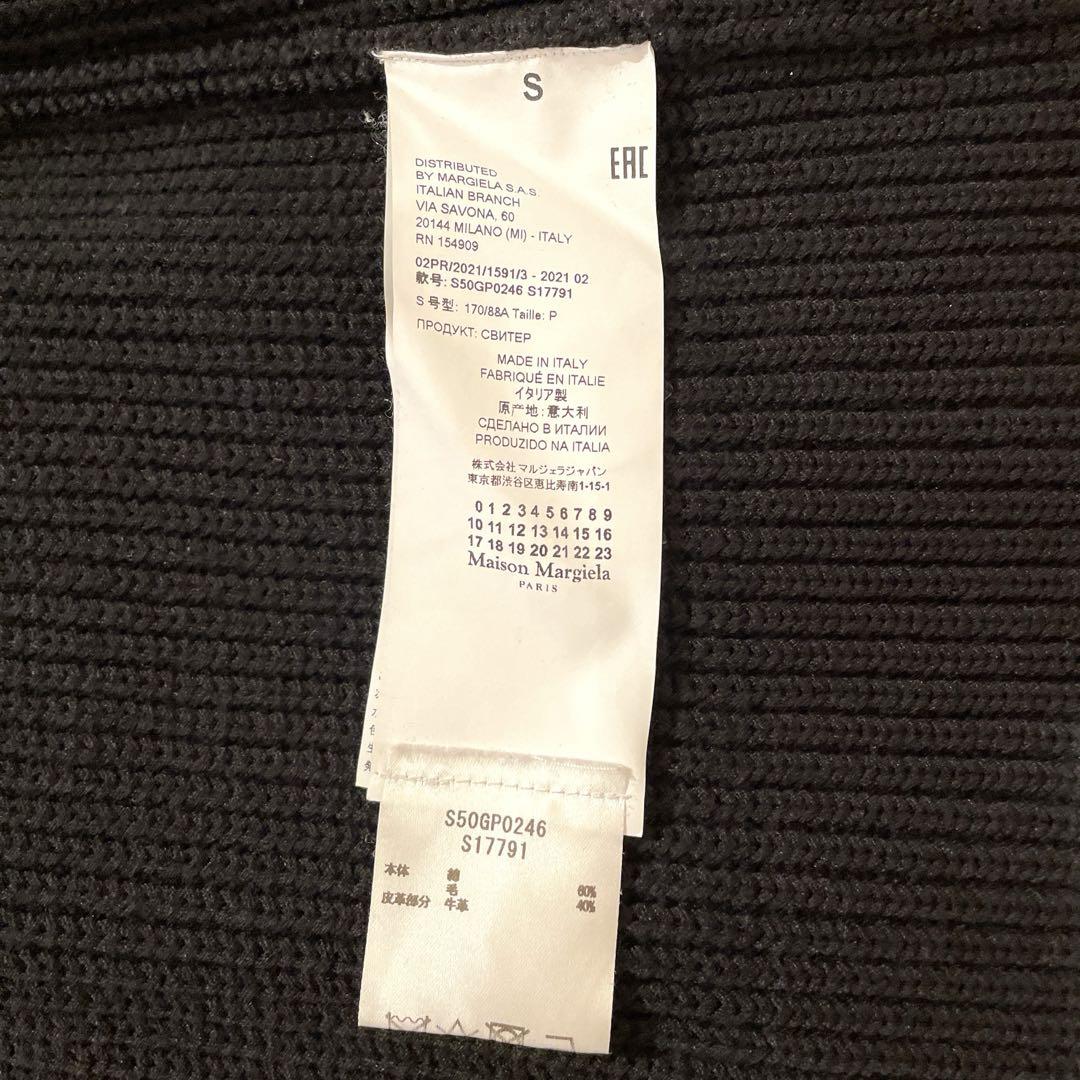 S
EAC
DISTRIBUTED
BY MARGIELA S.A.S.
ITALIAN BRANCH
VIA SAVONA, 60
20144 MILANO (MI) - ITALY
RN 154909
02PR/2021/1591/3 - 2021 02
款号: S50GP0246 S17791
S 号型: 170/88A Taille: P
ПРОДУКТ: СВИТЕР
MADE IN ITALY
FABRIQUÉ EN ITALIE
イタリア製
原产地: 意大利
СДЕЛАНО В ИТАЛИИ
PRODUZIDO NA ITALIA
株式会社 マルジェラジャパン
東京都渋谷区恵比寿南1-15-1
0 1 2 3 4 5 6 7 8 9
10 11 12 13 14 15 16
17 18 19 20 21 22 23
Maison Margiela
PARIS
S50GP0246
S17791
本体 綿 60%
毛 40%
皮革部分 牛革